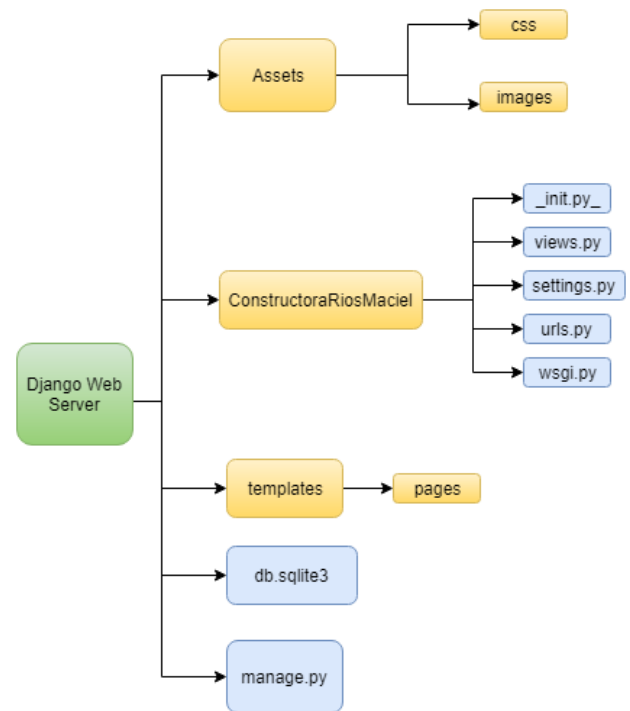 css
Assets
images
_init.py_
views.py
ConstructoraRiosMaciel
settings.py
urls.py
wsgi.py
Django Web
Server
templates
pages
db.sqlite3
manage.py